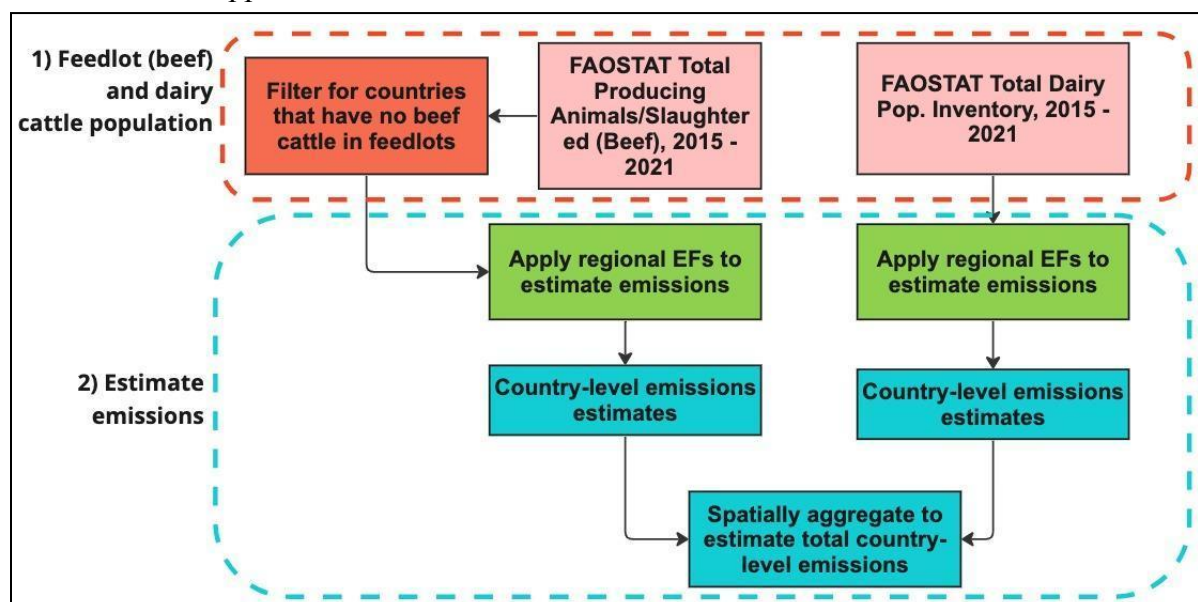 1) Feedlot (beef)
and dairy
cattle population
Filter for countries
that have no beef
cattle in feedlots
FAOSTAT Total
Producing
Animals/Slaughter
ed (Beef), 2015 -
2021
FAOSTAT Total Dairy
Pop. Inventory, 2015 -
2021
2) Estimate
emissions
Apply regional EFs to
estimate emissions
Apply regional EFs to
estimate emissions
Country-level emissions
estimates
Country-level emissions
estimates
Spatially aggregate to
estimate total country-
level emissions